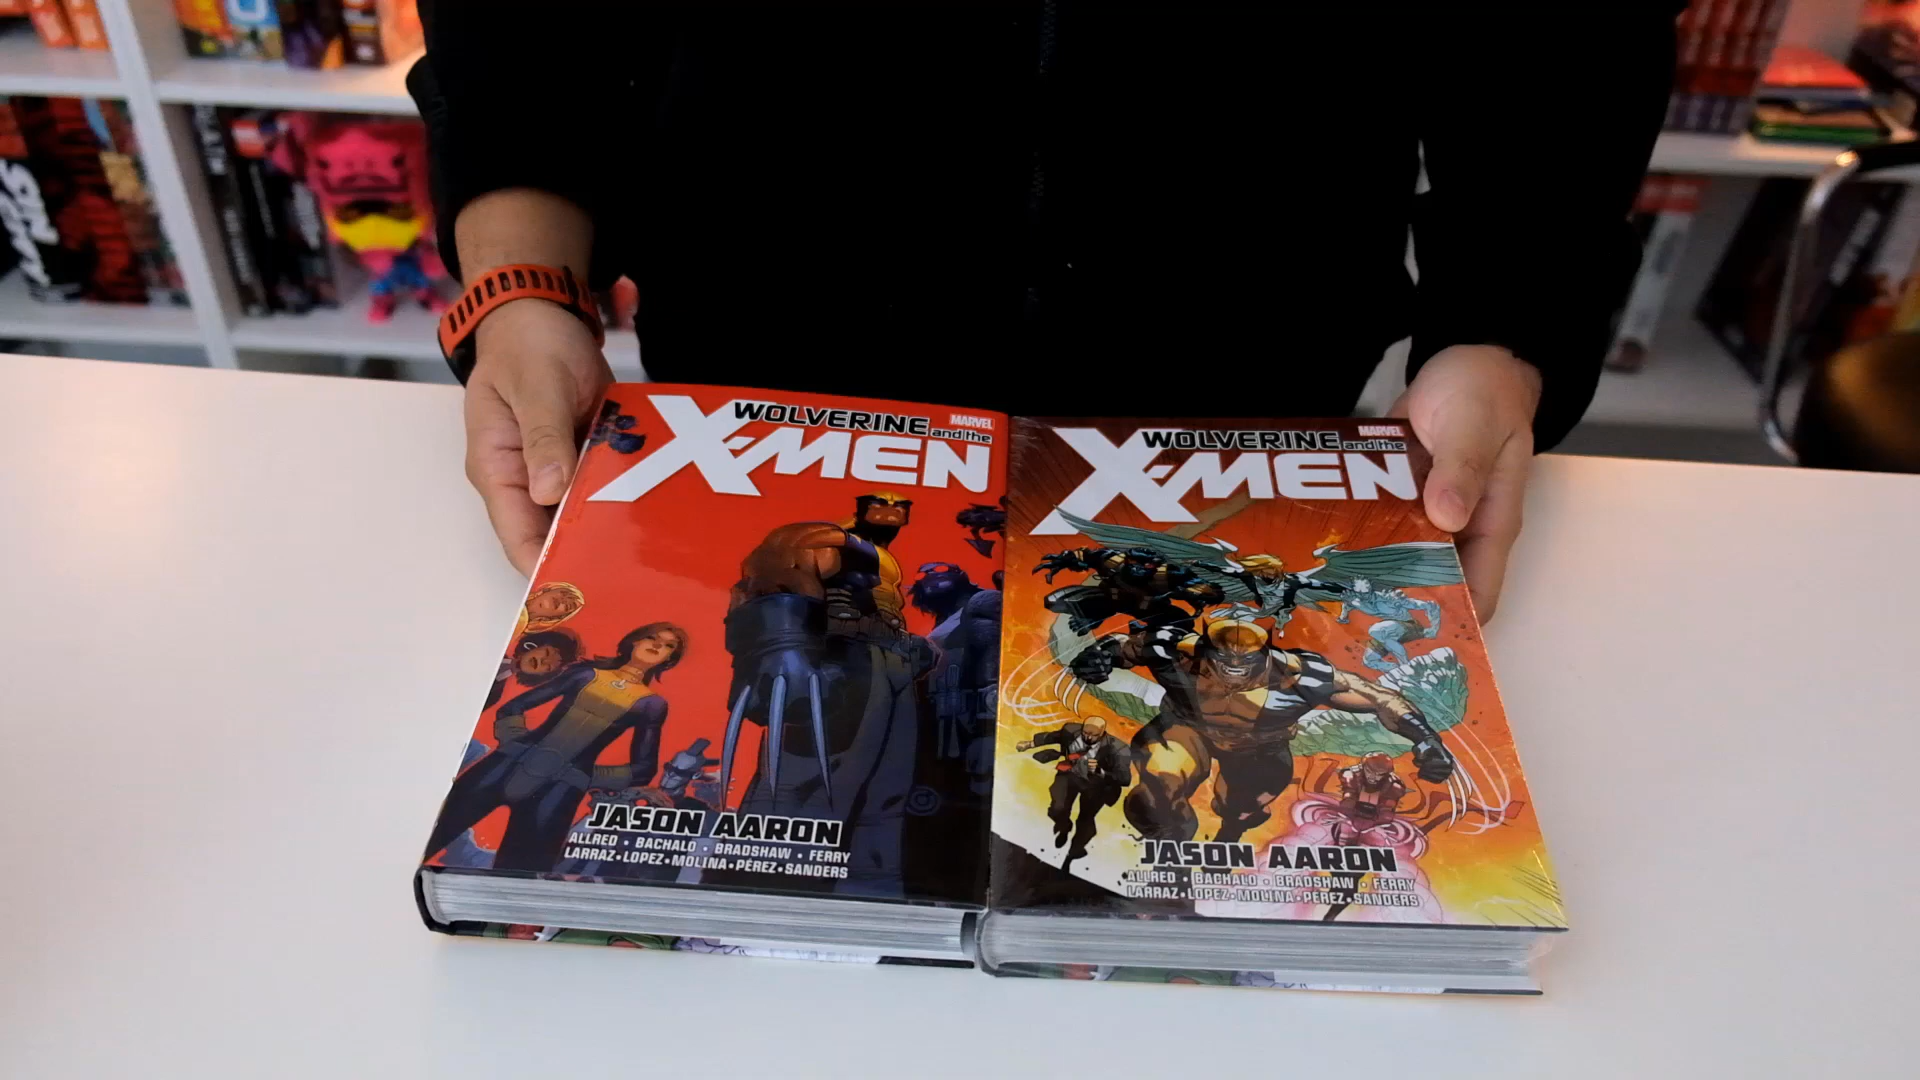 WOLVERINE and the
MARVEL
X-MEN
JASON AARON
ALLRED • BACHALO • BRADSHAW • FERRY
LARRAZ • LOPEZ • MOLINA • PÉREZ • SANDERS
WOLVERINE and the
MARVEL
X-MEN
JASON AARON
ALLRED • BACHALO • BRADSHAW • FERRY
LARRAZ • LOPEZ • MOLINA • PÉREZ • SANDERS